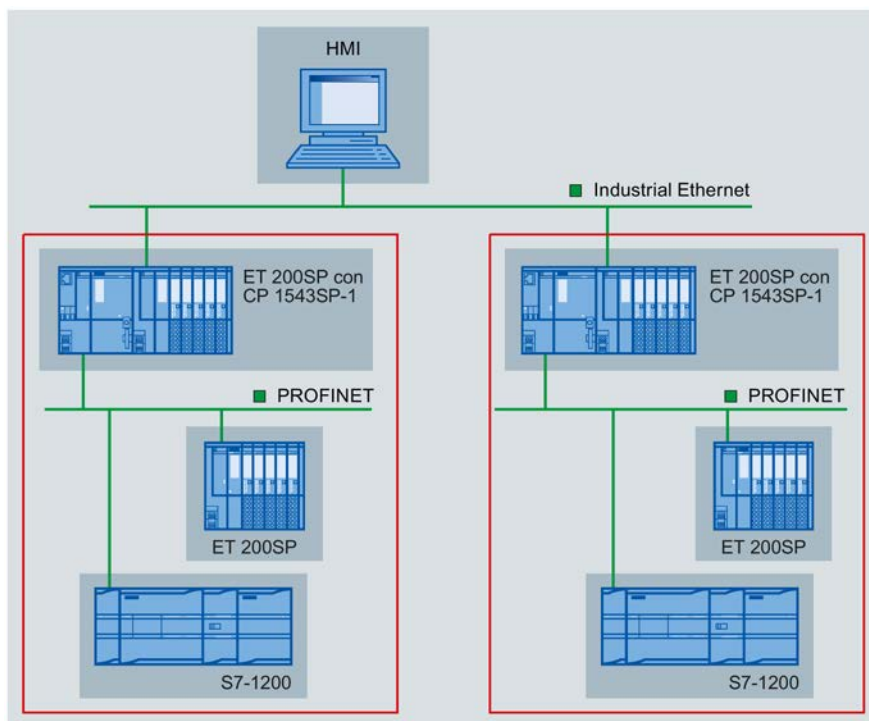 HMI
Industrial Ethernet
ET 200SP con
CP 1543SP-1
ET 200SP con
CP 1543SP-1
PROFINET
PROFINET
ET 200SP
ET 200SP
S7-1200
S7-1200